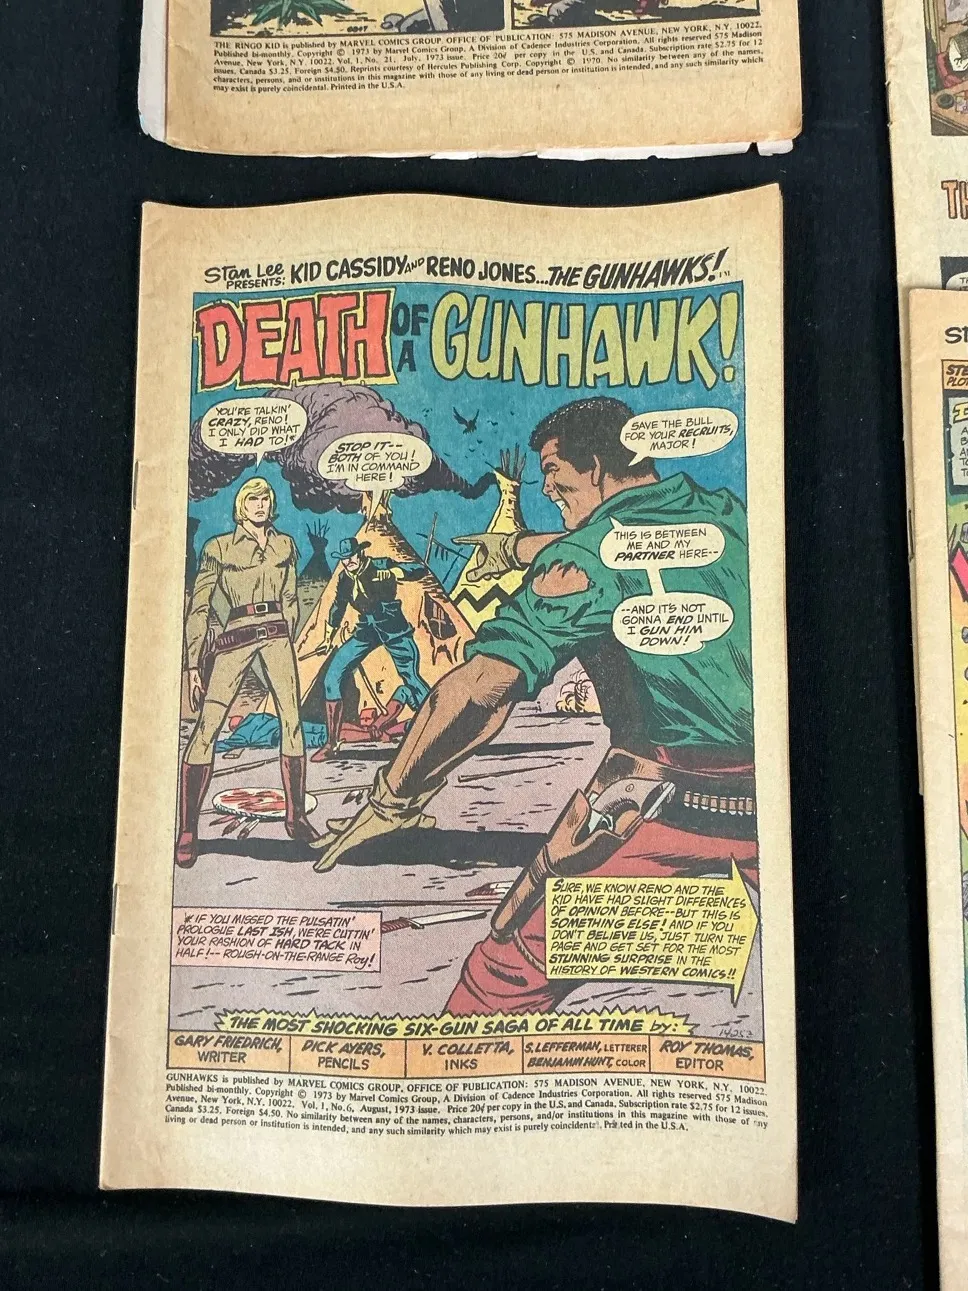 THE RINGO KID is published by MARVEL COMICS GROUP. OFFICE OF PUBLICATION: 575 MADISON AVENUE, NEW YORK, N.Y. 10022.
Published bi-monthly. Copyright © 1973 by Marvel Comics Group, A Division of Cadence Industries Corporation. All rights reserved 575 Madison
Avenue, New York, N.Y. 10022. Vol. 1, No. 21, July, 1973 issue. Price 20¢ per copy in the U.S. and Canada. Subscription rate $2.75 for 12
issues. Canada $3.25, Foreign $4.50. Reprints courtesy of Hercules Publishing Corp. Copyright © 1970. No similarity between any of the names,
characters, persons, and/or institutions in this magazine with those of any living or dead person or institution is intended, and any such similarity which
may exist is purely coincidental. Printed in the U.S.A.
Stan Lee
PRESENTS: KID CASSIDY AND RENO JONES...THE GUNHAWKS!™
DEATH OF A GUNHAWK!
YOU'RE TALKIN'
CRAZY, RENO!
I ONLY DID WHAT
I HAD TO!*
STOP IT--
BOTH OF YOU!
I'M IN COMMAND
HERE!
SAVE THE BULL
FOR YOUR RECRUITS,
MAJOR!
THIS IS BETWEEN
ME AND MY
PARTNER HERE--
--AND IT'S NOT
GONNA END UNTIL
I GUN HIM
DOWN!
* IF YOU MISSED THE PULSATIN'
PROLOGUE LAST ISH, WE'RE CUTTIN'
YOUR RASHION OF HARD TACK IN
HALF!-- ROUGH-ON-THE-RANGE Roy!
SURE, WE KNOW RENO AND THE
KID HAVE HAD SLIGHT DIFFERENCES
OF OPINION BEFORE--BUT THIS IS
SOMETHING ELSE! AND IF YOU
DON'T BELIEVE US, JUST TURN THE
PAGE AND GET SET FOR THE MOST
STUNNING SURPRISE IN THE
HISTORY OF WESTERN COMICS!!
THE MOST SHOCKING SIX-GUN SAGA OF ALL TIME by:
GARY FRIEDRICH,
WRITER
DICK AYERS,
PENCILS
V. COLLETTA,
INKS
S. LEFFERMAN, LETTERER
BENJAMIN HUNT, COLOR
ROY THOMAS,
EDITOR
GUNHAWKS is published by MARVEL COMICS GROUP. OFFICE OF PUBLICATION: 575 MADISON AVENUE, NEW YORK, N.Y. 10022.
Published bi-monthly. Copyright © 1973 by Marvel Comics Group, A Division of Cadence Industries Corporation. All rights reserved 575 Madison
Avenue, New York, N.Y. 10022. Vol. 1, No. 6, August, 1973 issue. Price 20¢ per copy in the U.S. and Canada. Subscription rate $2.75 for 12 issues.
Canada $3.25, Foreign $4.50. No similarity between any of the names, characters, persons, and/or institutions in this magazine with those of any
living or dead person or institution is intended, and any such similarity which may exist is purely coincidental. Printed in the U.S.A.